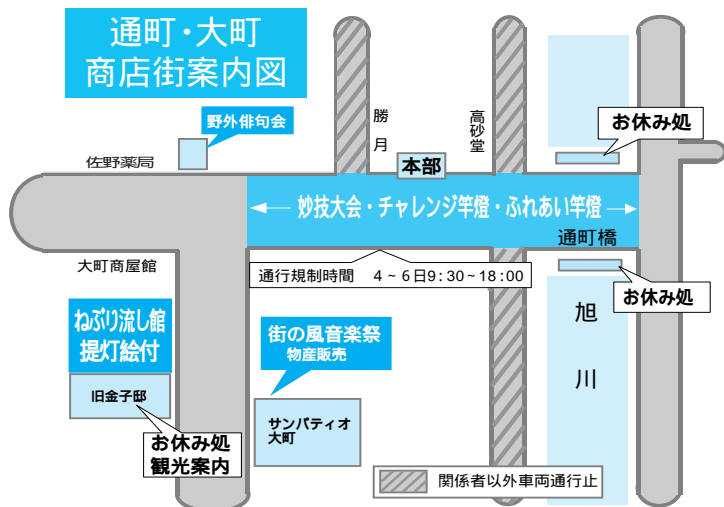 通町・大町
商店街案内図
野外俳句会
勝月
高砂堂
お休み処
佐野薬局
本部
妙技大会・チャレンジ竿燈・ふれあい竿燈
通町橋
大町商屋館
通行規制時間 4~6日9:30~18:00
お休み処
旭川
ねぶり流し館
提灯絵付
街の風音楽祭
物産販売
旧金子邸
サンパティオ
大町
お休み処
観光案内
関係者以外車両通行止